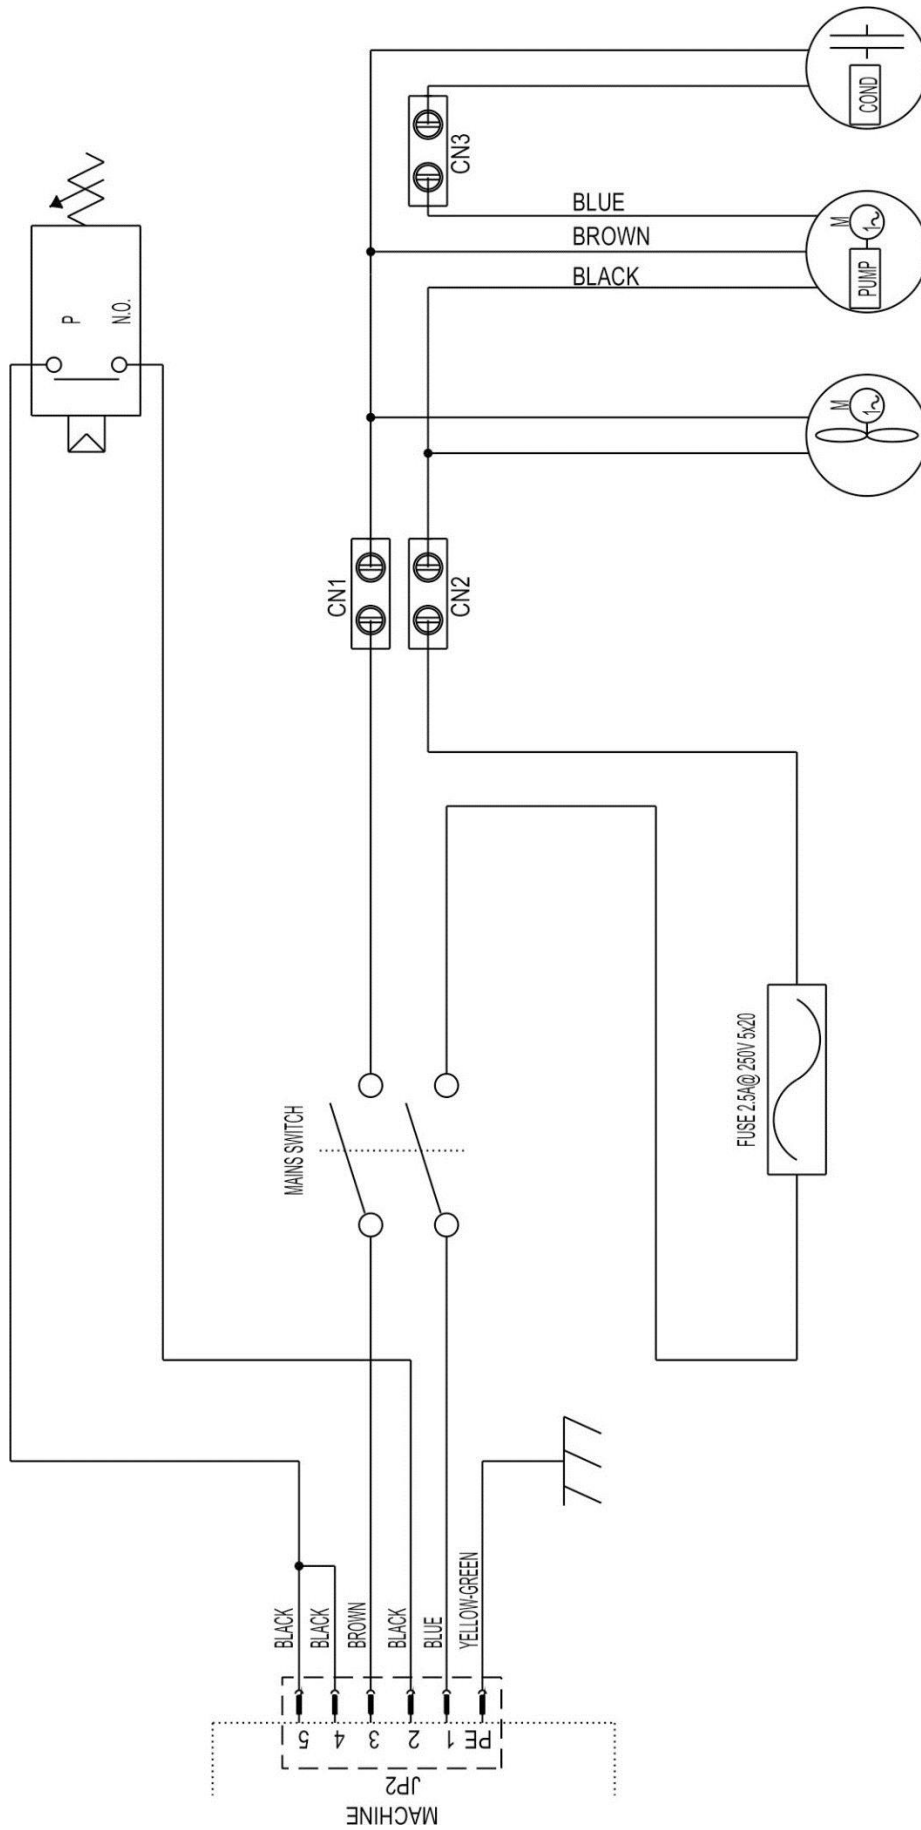 COND
CN3
BLUE
BROWN
BLACK
M
1~
PUMP
P
N.O.
M
1~
CN1
CN2
MAINS SWITCH
FUSE 2.5A@ 250V 5x20
BLACK
BLACK
BROWN
BLACK
BLUE
YELLOW-GREEN
5
4
3
2
1
PE
JP2
MACHINE